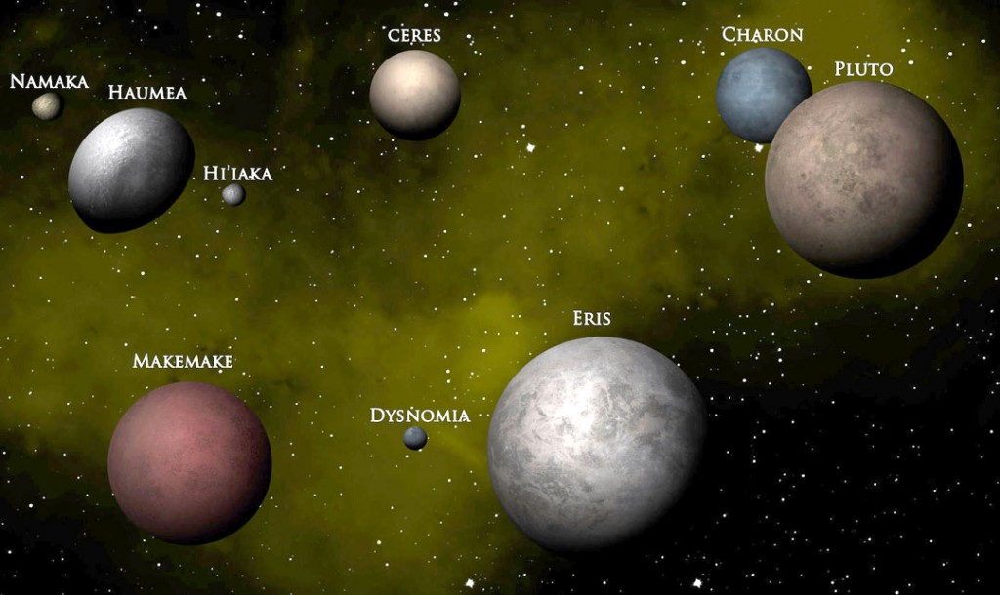 Ceres
Charon
Pluto
Namaka
Haumea
Hi'iaka
Eris
Makemake
Dysnomia